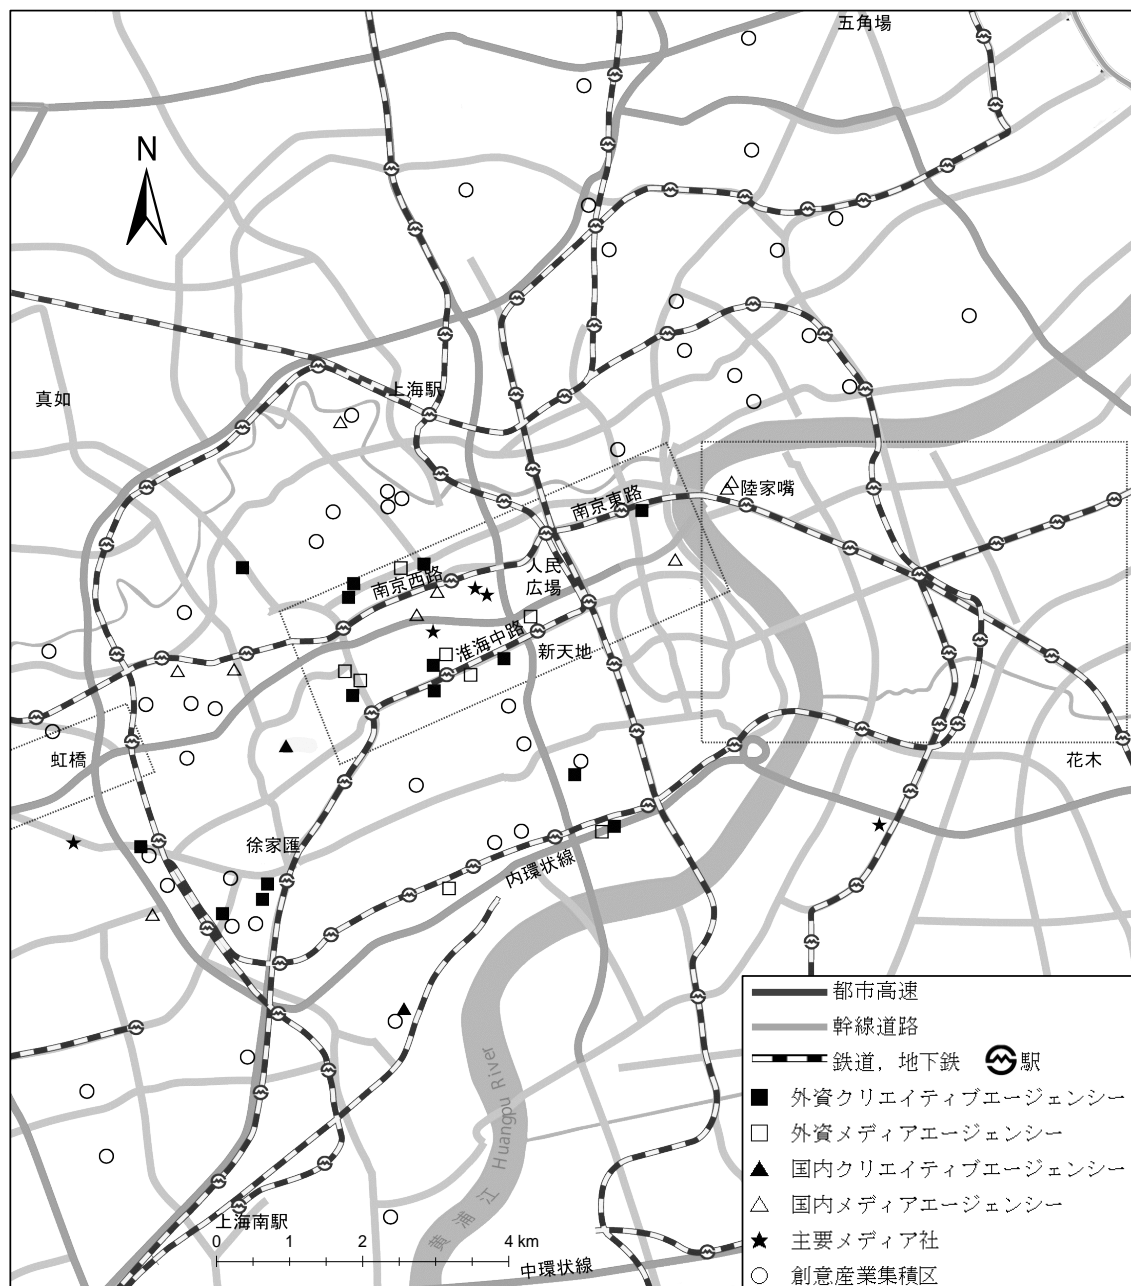 五角場
N
真如
上海駅
南京東路
陸家嘴
人民
広場
南京西路
淮海中路
新天地
虹橋
花木
徐家匯
内環状線
黄浦江 Huangpu River
上海南駅
0 1 2 4 km
中環状線
都市高速
幹線道路
鉄道，地下鉄 駅
外資クリエイティブエージェンシー
外資メディアエージェンシー
国内クリエイティブエージェンシー
国内メディアエージェンシー
主要メディア社
創意産業集積区